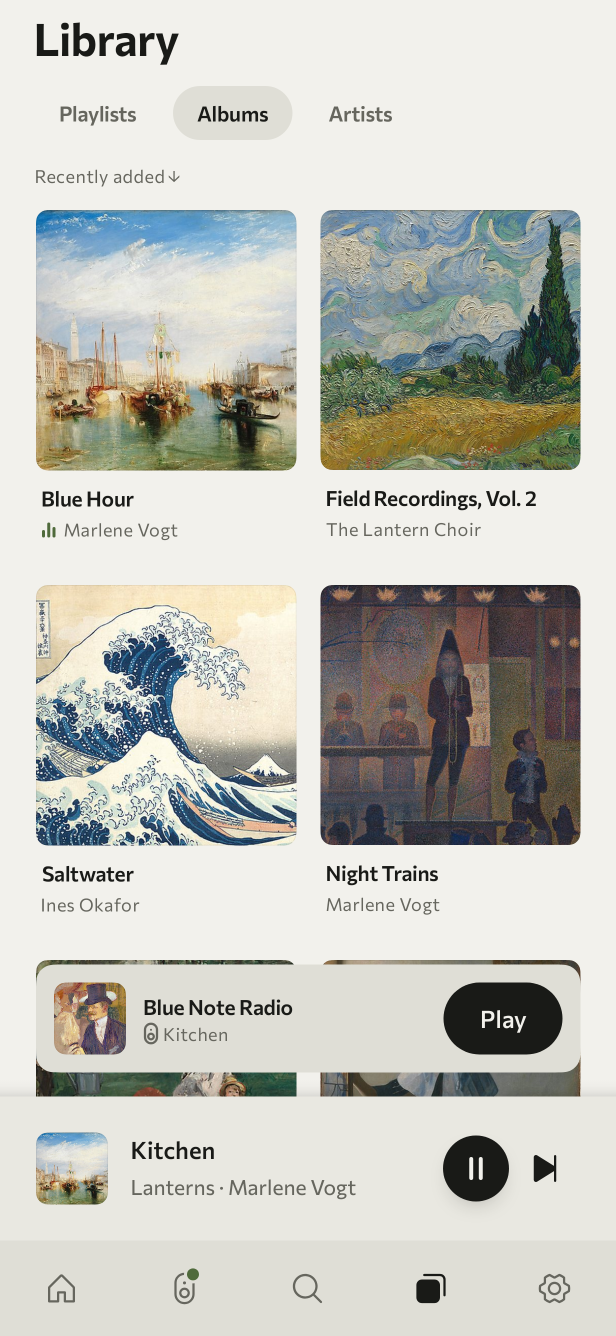 Library
Playlists Albums Artists
Recently added↓
Blue Hour
Marlene Vogt
Field Recordings, Vol. 2
The Lantern Choir
Saltwater
Ines Okafor
Night Trains
Marlene Vogt
Blue Note Radio
Kitchen
Play
Kitchen
Lanterns · Marlene Vogt